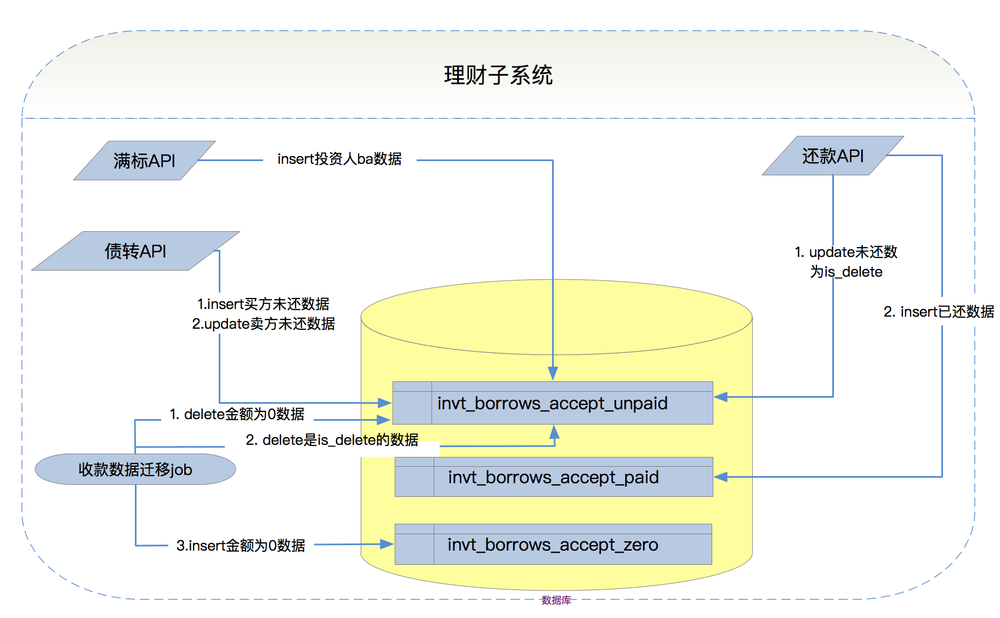 理财子系统
满标API
insert投资人ba数据
还款API
债转API
1. update未还数
为is_delete
1.insert买方未还数据
2.update卖方未还数据
2. insert已还数据
invt_borrows_accept_unpaid
1. delete金额为0数据
2. delete是is_delete的数据
收款数据迁移job
invt_borrows_accept_paid
3.insert金额为0数据
invt_borrows_accept_zero
数据库